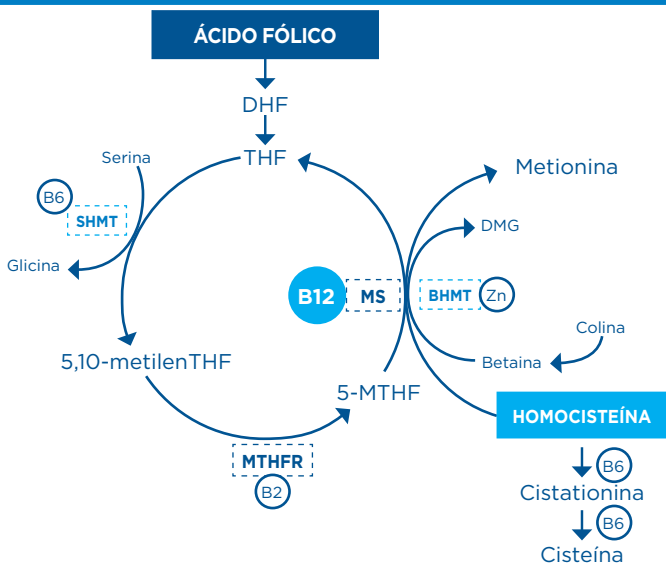 ÁCIDO FÓLICO
DHF
THF
Serina
B6
SHMT
Glicina
5,10-metilenTHF
MTHFR
B2
5-MTHF
B12
MS
BHMT
Zn
Metionina
DMG
Colina
Betaina
HOMOCISTEÍNA
B6
Cistationina
B6
Cisteína